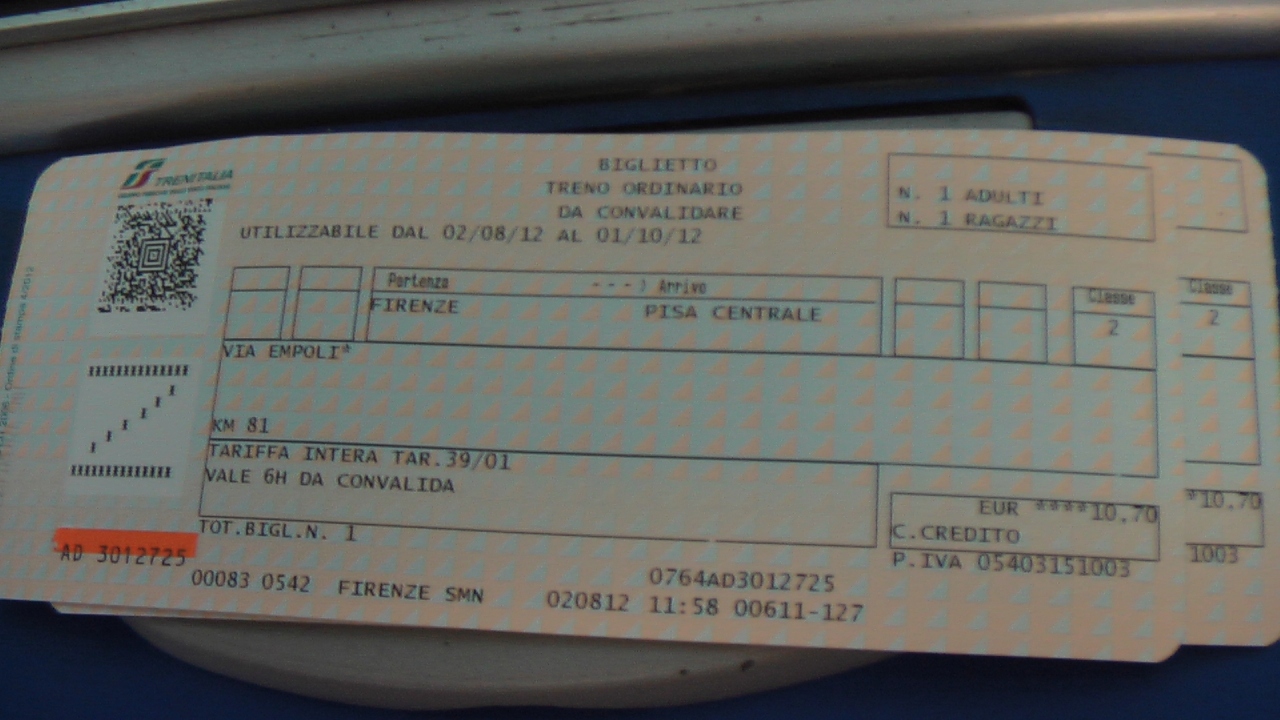 TRENITALIA
BIGLIETTO
TRENO ORDINARIO
DA CONVALIDARE
N. 1 ADULTI
N. 1 RAGAZZI
UTILIZZABILE DAL 02/08/12 AL 01/10/12
Partenza ---) Arrivo Classe Classe
FIRENZE PISA CENTRALE 2 2
VIA EMPOLI*
KM 81
TARIFFA INTERA TAR.39/01
VALE 6H DA CONVALIDA
EUR ****10.70 *10.70
C.CREDITO
TOT.BIGL.N. 1
P.IVA 05403151003 1003
AD 3012725
0764AD3012725
00083 0542 FIRENZE SMN 020812 11:58 00611-127